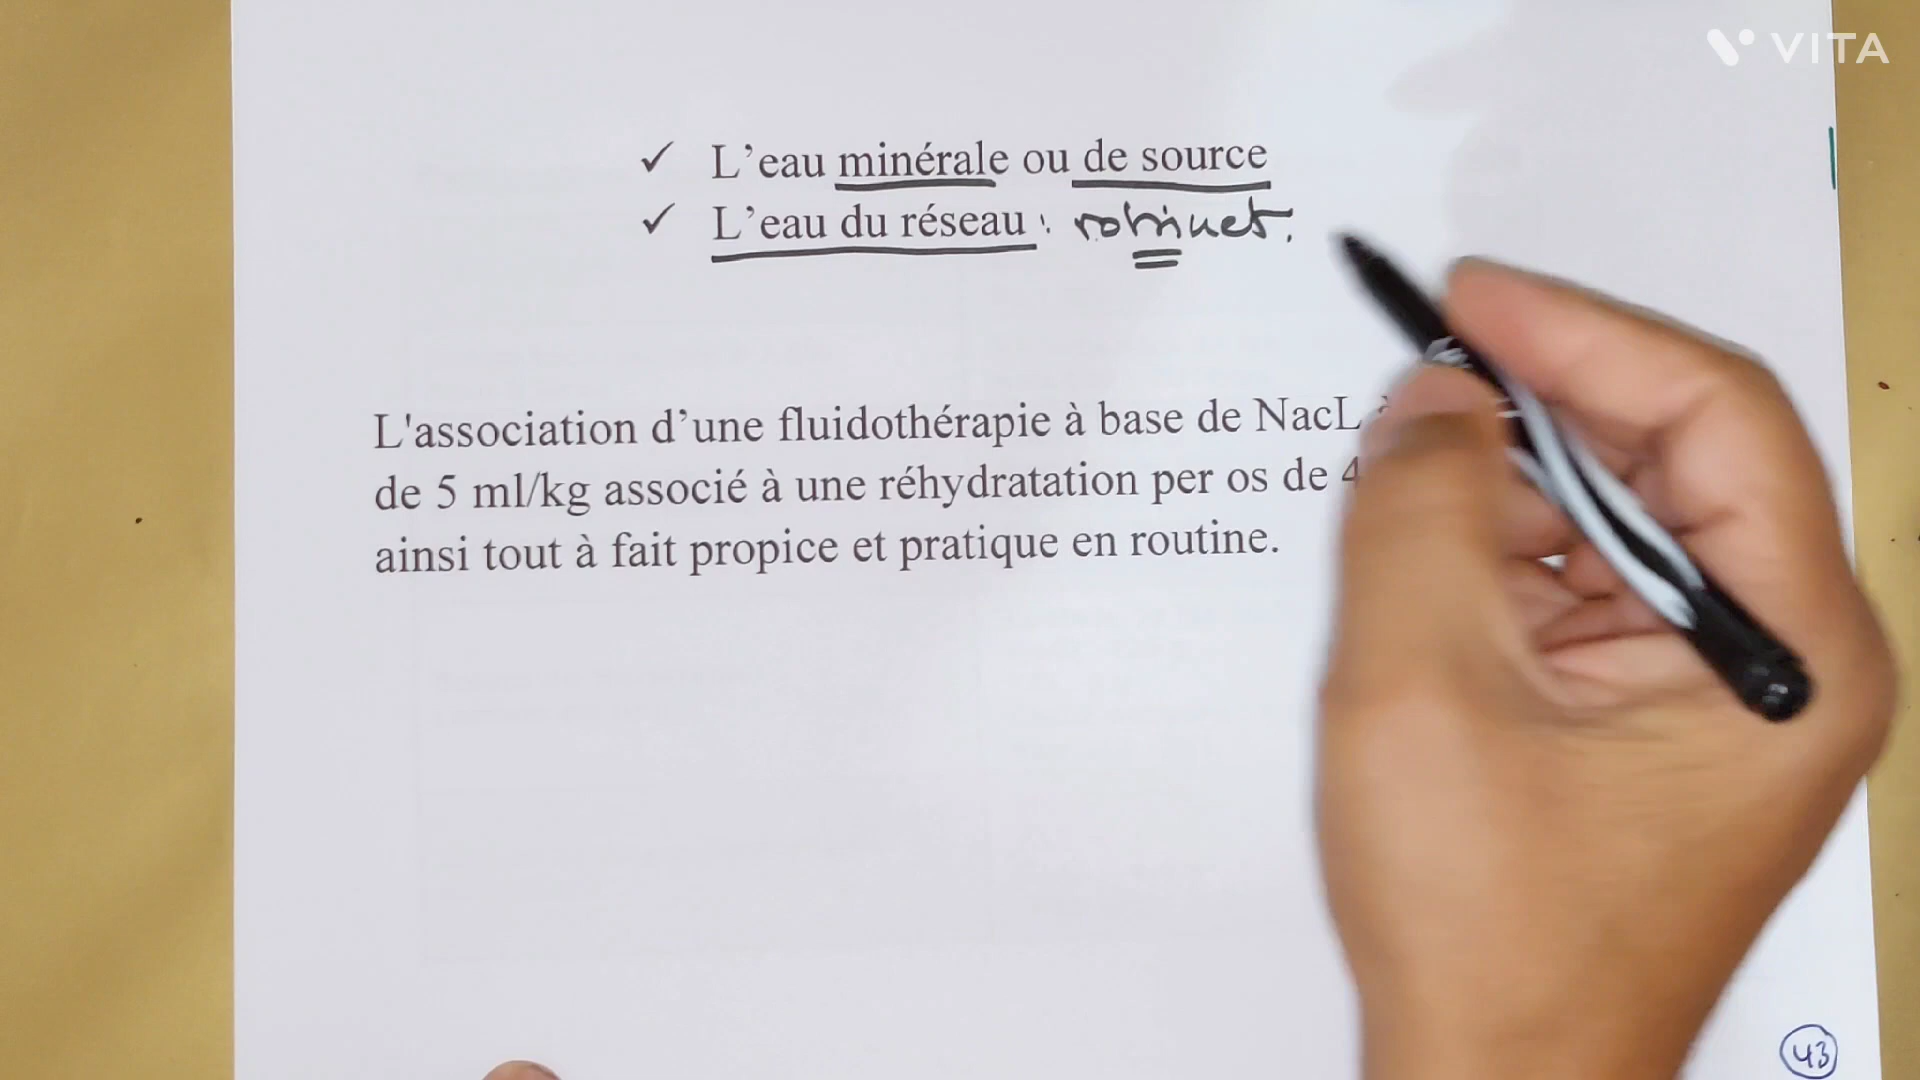 VITA
✓ L’eau minérale ou de source
✓ L’eau du réseau : robinet.
L'association d’une fluidothérapie à base de NacL
de 5 ml/kg associé à une réhydratation per os de 4
ainsi tout à fait propice et pratique en routine.
43